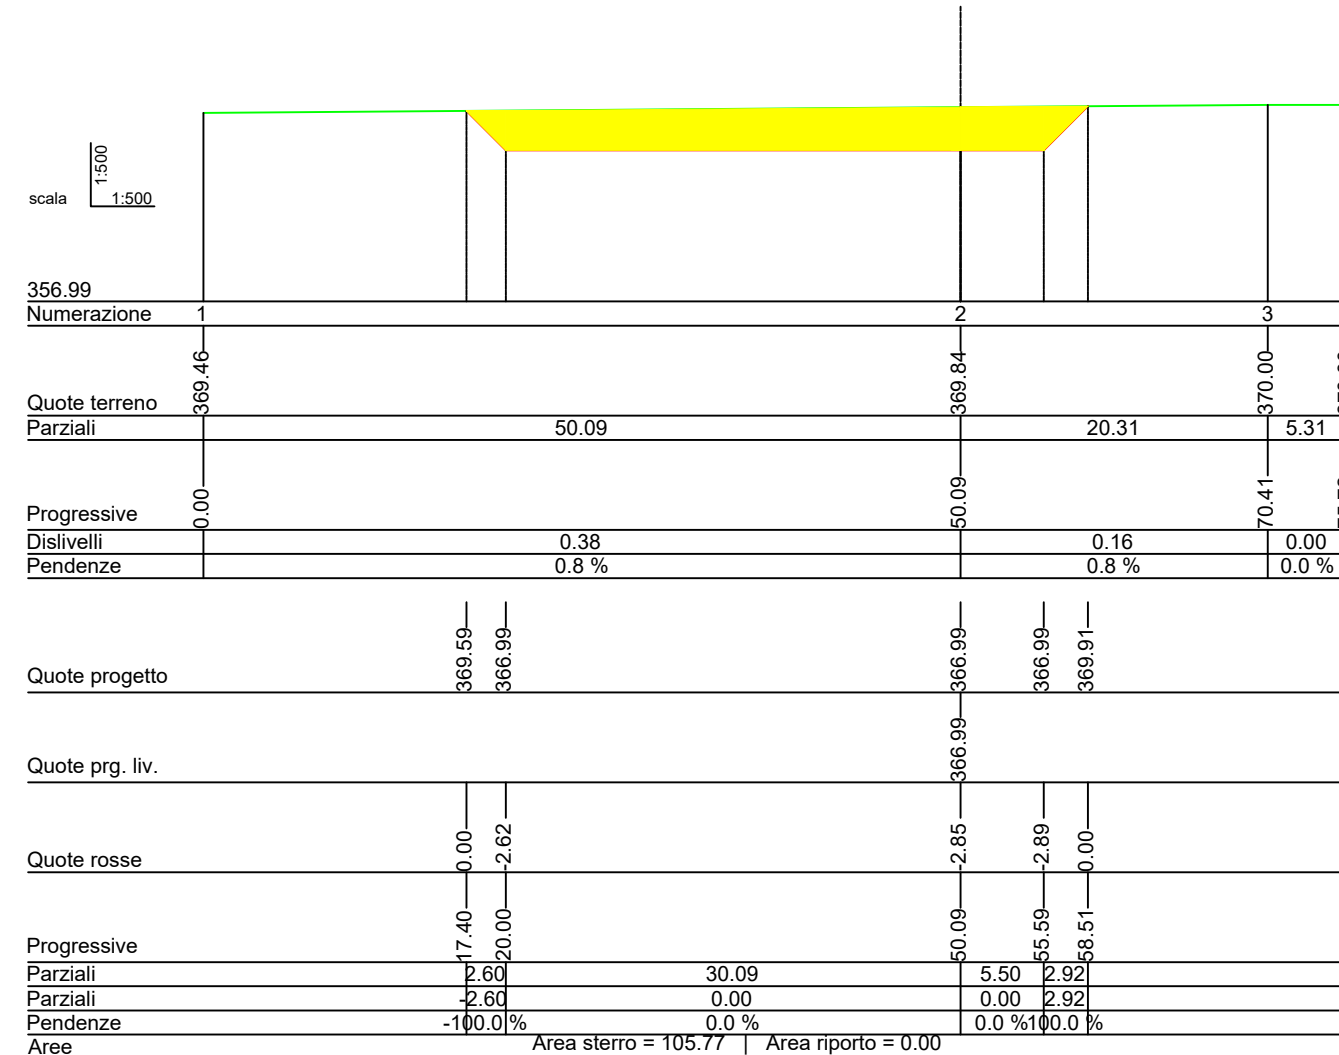 1:500
scala 1:500
356.99
Numerazione 1 2 3
Quote terreno 369.46 369.84 370.00
Parziali 50.09 20.31 5.31
Progressive 0.00 50.09 70.41
Dislivelli 0.38 0.16 0.00
Pendenze 0.8 % 0.8 % 0.0 %
Quote progetto 369.59 366.99 366.99 366.99 369.91
Quote prg. liv. 366.99
Quote rosse 0.00 -2.62 -2.85 -2.89 0.00
Progressive 17.40 20.00 50.09 55.59 58.51
Parziali 2.60 30.09 5.50 2.92
Parziali -2.60 0.00 0.00 2.92
Pendenze -100.0 % 0.0 % 0.0 % 100.0 %
Aree Area sterro = 105.77 | Area riporto = 0.00